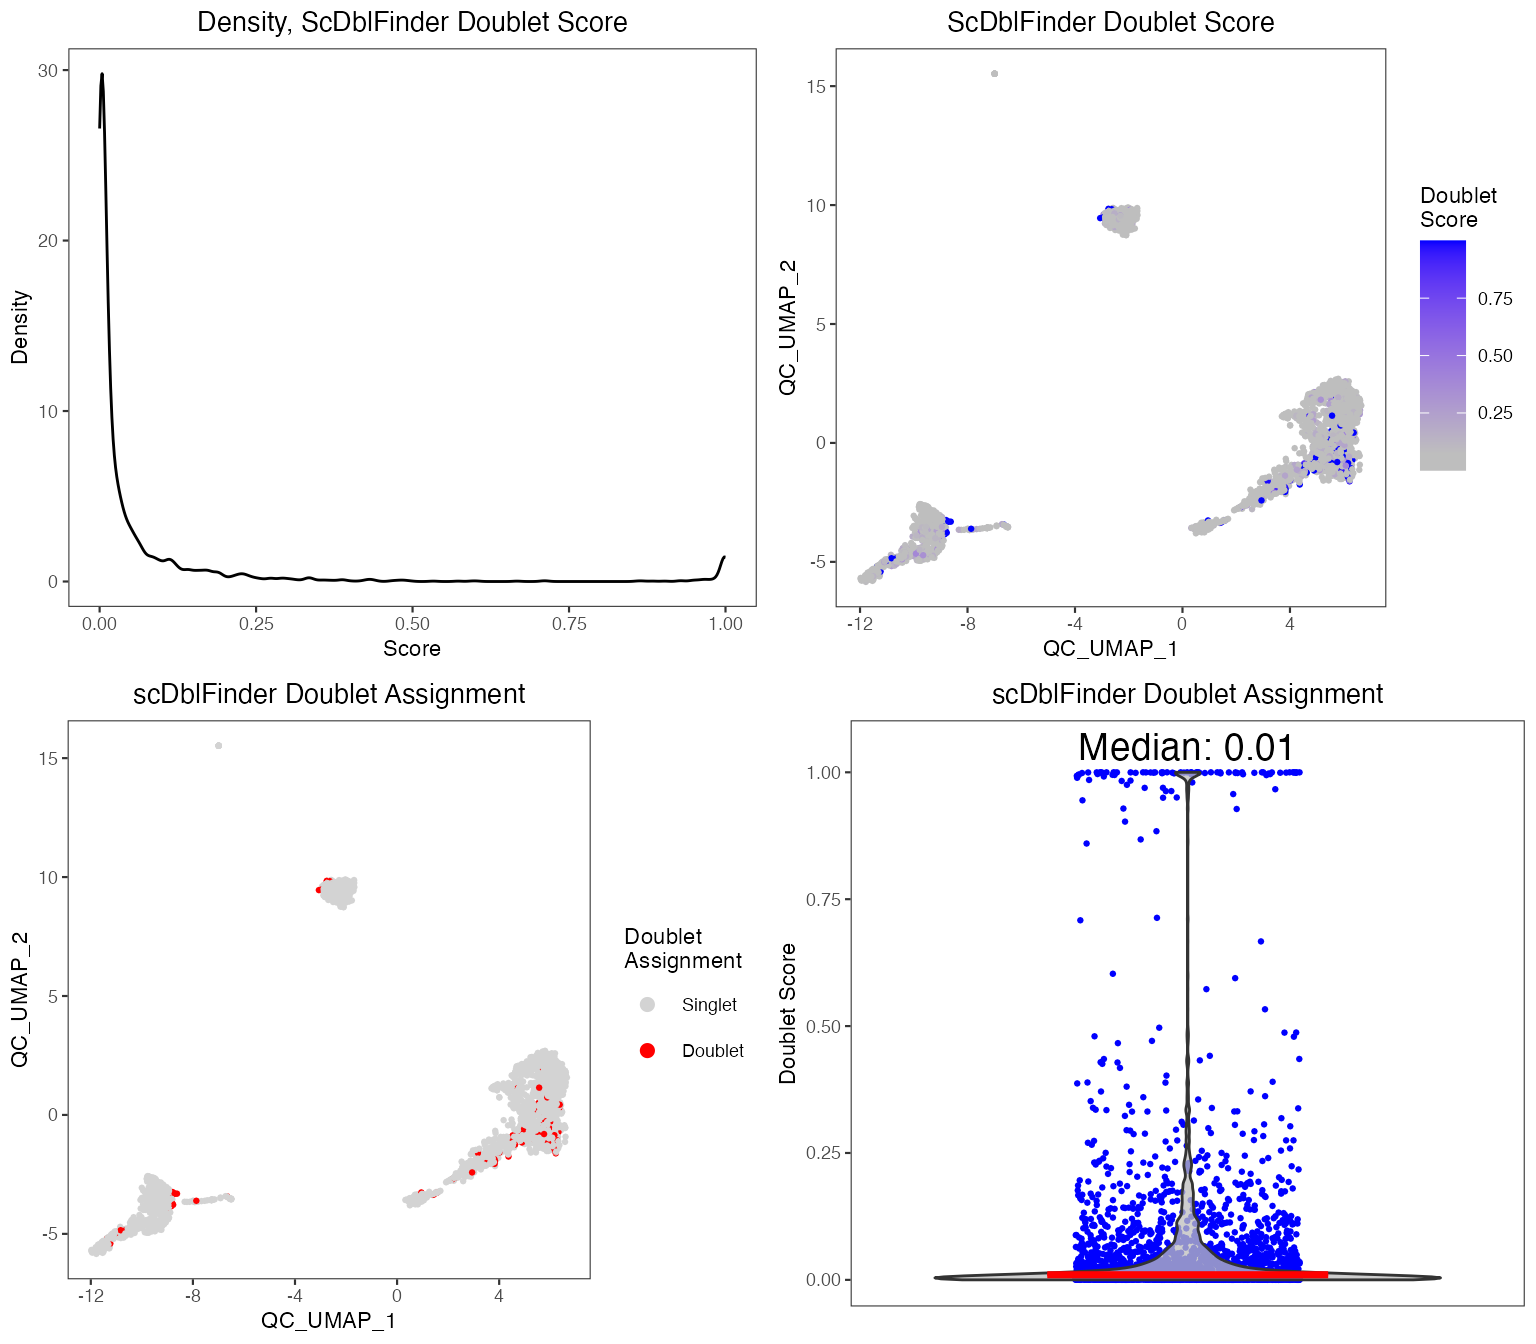 Density, ScDblFinder Doublet Score
30
20
10
0
Density
0.00 0.25 0.50 0.75 1.00
Score
ScDblFinder Doublet Score
15
10
5
0
-5
QC_UMAP_2
-12 -8 -4 0 4
QC_UMAP_1
Doublet
Score
0.75
0.50
0.25
scDblFinder Doublet Assignment
15
10
5
0
-5
QC_UMAP_2
-12 -8 -4 0 4
QC_UMAP_1
Doublet
Assignment
Singlet
Doublet
scDblFinder Doublet Assignment
Median: 0.01
1.00
0.75
0.50
0.25
0.00
Doublet Score